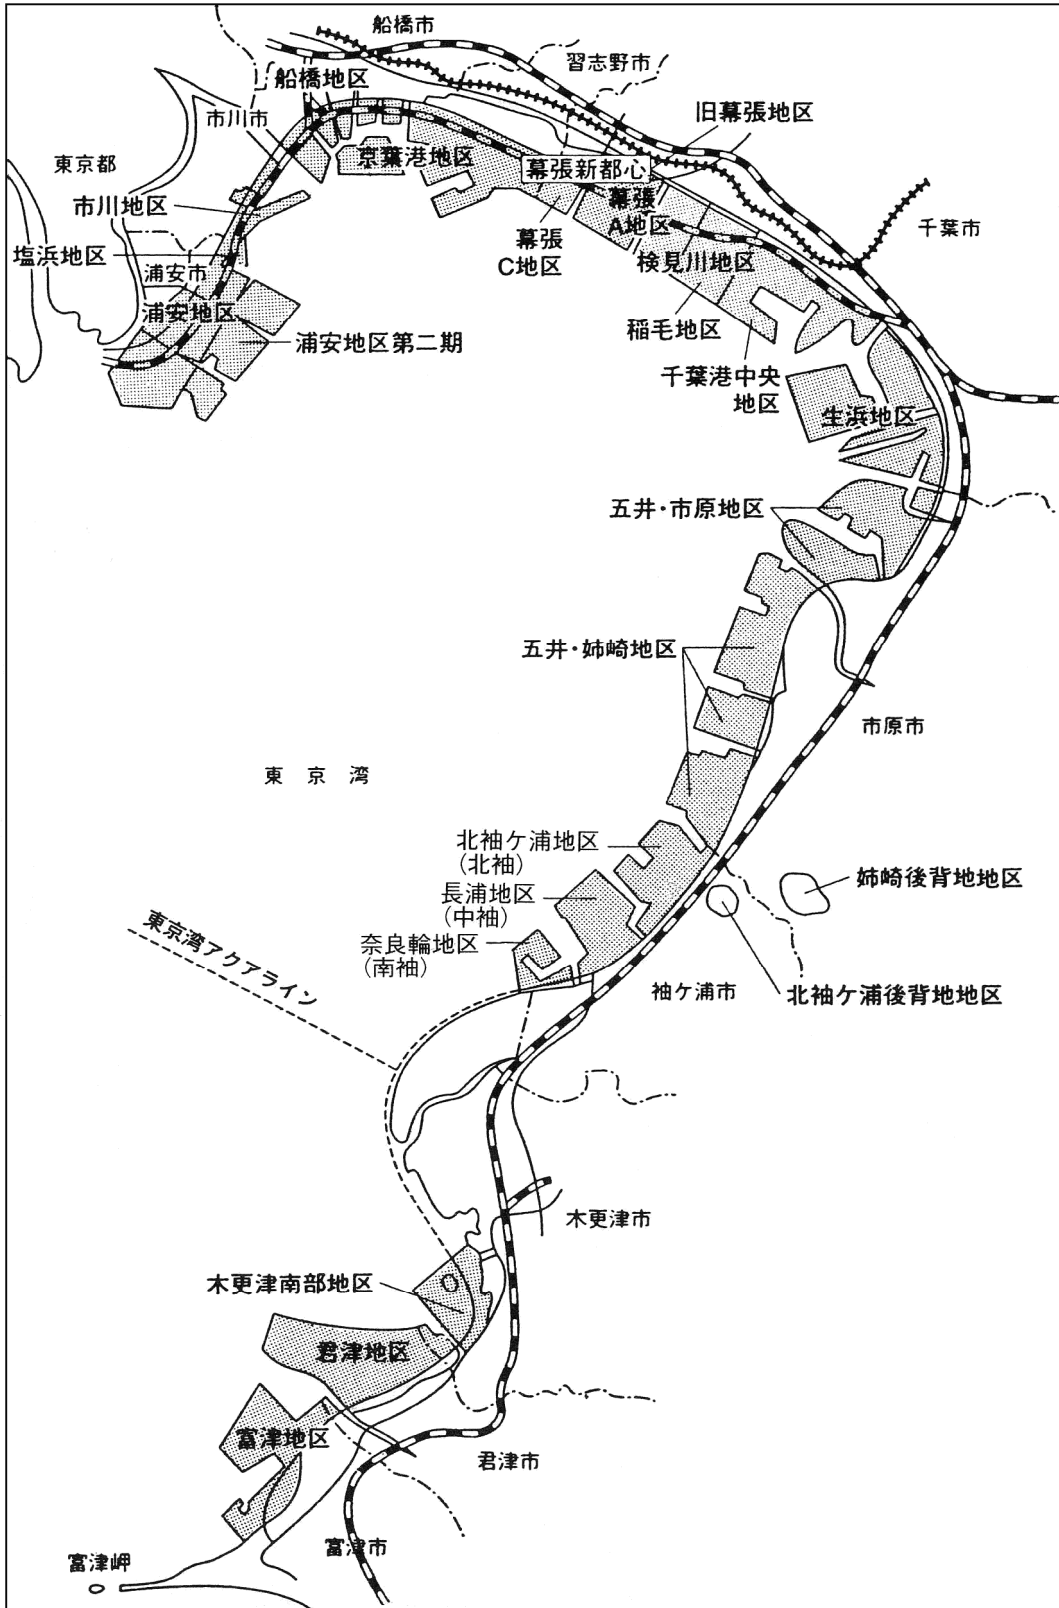 船橋市
習志野市
船橋地区
市川市
旧幕張地区
東京都
京葉港地区
幕張新都心
市川地区
幕張
A地区
千葉市
塩浜地区
幕張
C地区
検見川地区
浦安市
浦安地区
稲毛地区
浦安地区第二期
千葉港中央
地区
生浜地区
五井・市原地区
五井・姉崎地区
市原市
東京湾
北袖ケ浦地区
(北袖)
姉崎後背地地区
長浦地区
(中袖)
奈良輪地区
(南袖)
東京湾アクアライン
袖ケ浦市
北袖ケ浦後背地地区
木更津市
木更津南部地区
君津地区
富津地区
君津市
富津市
富津岬